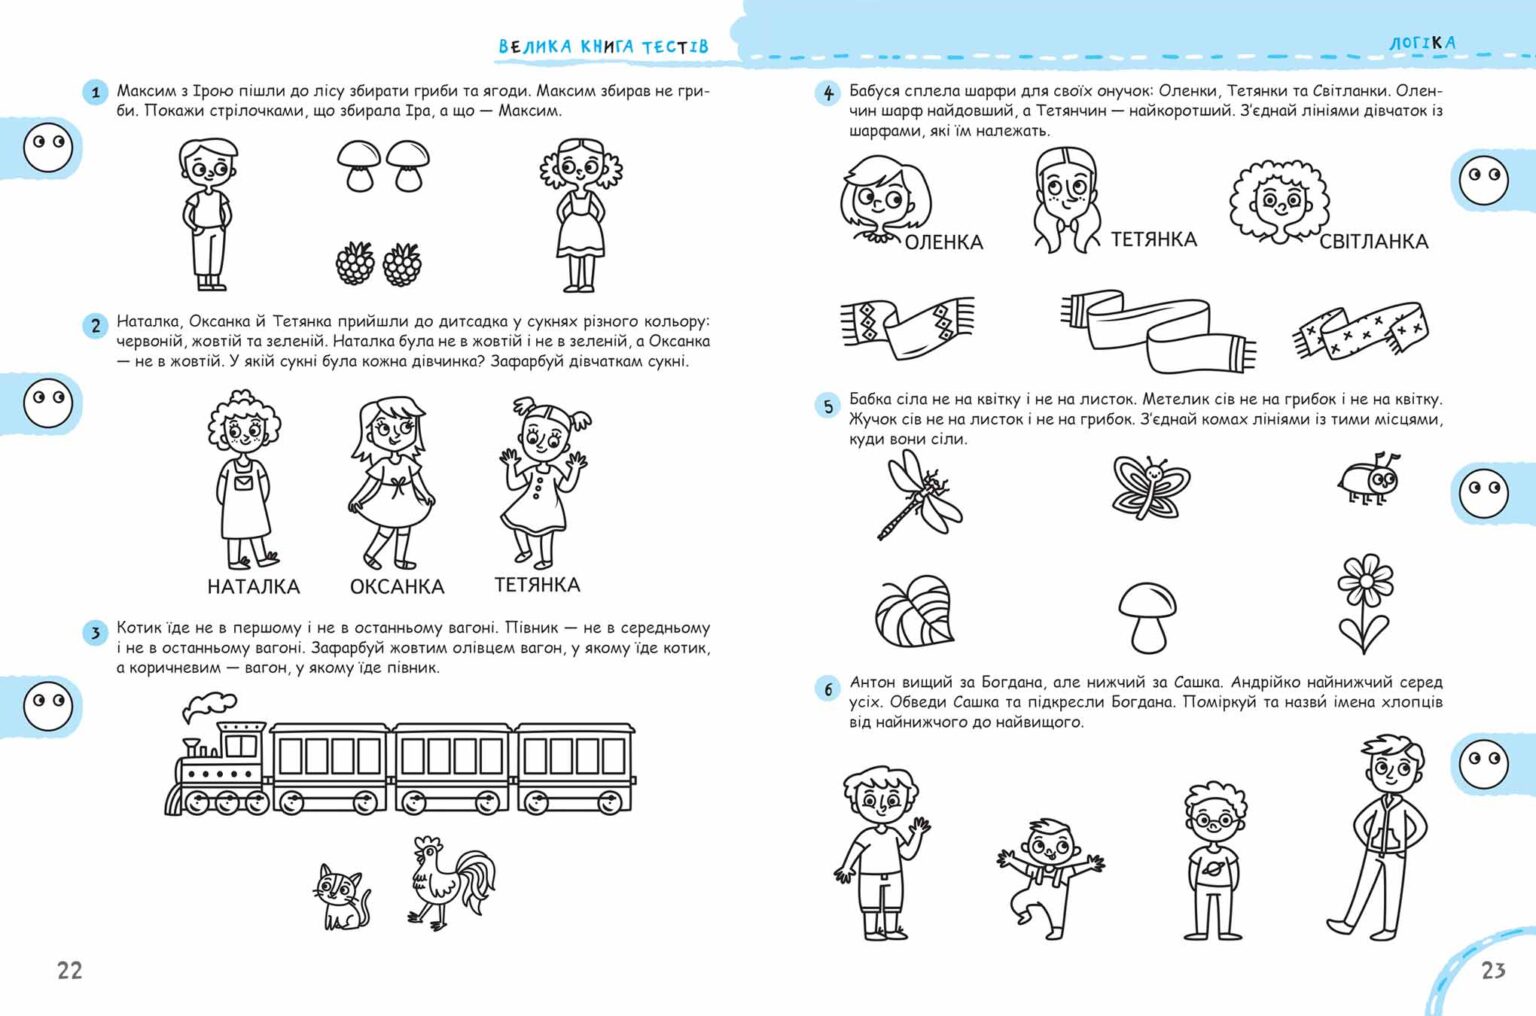 ВЕЛИКА КНИГА ТЕСТІВ
1 Максим з Ірою пішли до лісу збирати гриби та ягоди. Максим збирав не гри-
би. Покажи стрілочками, що збирала Іра, а що — Максим.
2 Наталка, Оксанка й Тетянка прийшли до дитсадка у сукнях різного кольору:
червоній, жовтій та зеленій. Наталка була не в жовтій і не в зеленій, а Оксанка
— не в жовтій. У якій сукні була кожна дівчинка? Зафарбуй дівчаткам сукні.
НАТАЛКА ОКСАНКА ТЕТЯНКА
3 Котик їде не в першому і не в останньому вагоні. Півник — не в середньому
і не в останньому вагоні. Зафарбуй жовтим олівцем вагон, у якому їде котик,
а коричневим — вагон, у якому їде півник.
22
ЛОГІКА
4 Бабуся сплела шарфи для своїх онучок: Оленки, Тетянки та Світланки. Олен-
чин шарф найдовший, а Тетянчин — найкоротший. З’єднай лініями дівчаток із
шарфами, які їм належать.
ОЛЕНКА ТЕТЯНКА СВІТЛАНКА
5 Бабка сіла не на квітку і не на листок. Метелик сів не на грибок і не на квітку.
Жучок сів не на листок і не на грибок. З’єднай комах лініями із тими місцями,
куди вони сіли.
6 Антон вищий за Богдана, але нижчий за Сашка. Андрійко найнижчий серед
усіх. Обведи Сашка та підкресли Богдана. Поміркуй та назви́ імена хлопців
від найнижчого до найвищого.
23